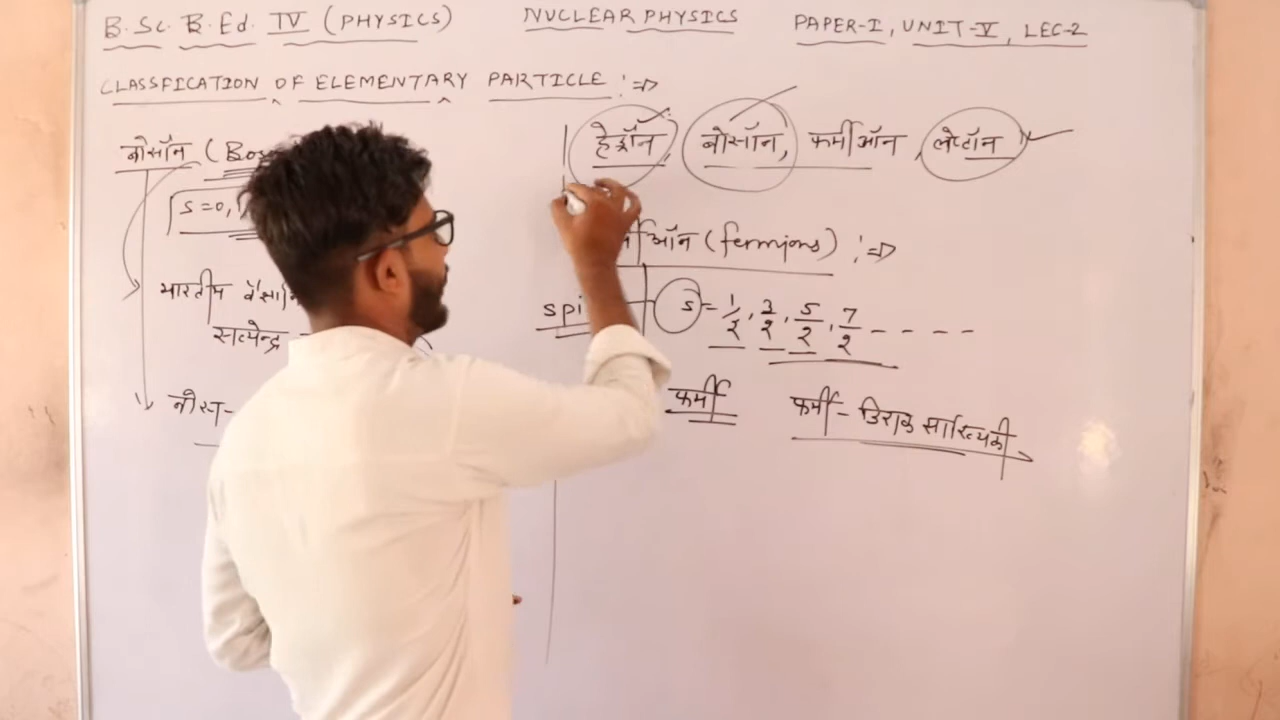 B.Sc. B.Ed. IV (PHYSICS) NUCLEAR PHYSICS PAPER-I, UNIT-V, LEC-2
CLASSFICATION OF ELEMENTARY PARTICLE :⇒
बोसॉन (Bos
s=0, 1
भारतीय वैज्ञानि
सत्येन्द्र
हेड्रॉन, बोसॉन, फर्मीऑन, लेप्टॉन
ऑन (fermions) :⇒
spi s = 1/2, 3/2, 5/2, 7/2 - - - -
फर्मी फर्मी - डिराक सांख्यिकी